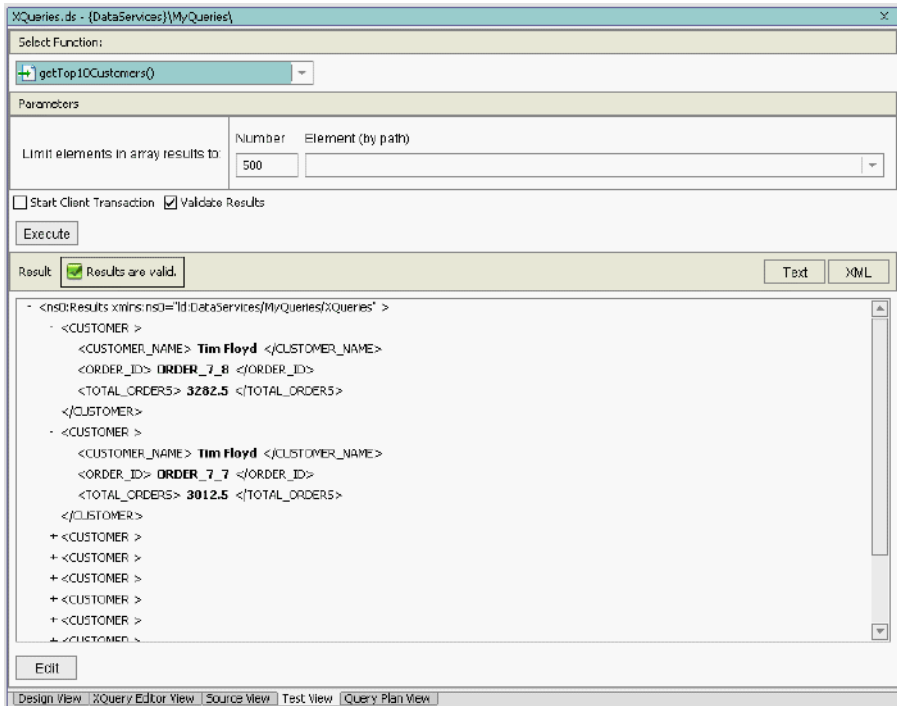 XQueries.ds - {DataServices}\MyQueries\
Select Function:
getTop10Customers()
Parameters
Number Element (by path)
Limit elements in array results to:
500
Start Client Transaction Validate Results
Execute
Result Results are valid. Text XML
- <ns0:Results xmlns:ns0="ld:DataServices/MyQueries/XQueries" >
- <CUSTOMER >
<CUSTOMER_NAME> Tim Floyd </CUSTOMER_NAME>
<ORDER_ID> ORDER_7_8 </ORDER_ID>
<TOTAL_ORDERS> 3282.5 </TOTAL_ORDERS>
</CUSTOMER>
- <CUSTOMER >
<CUSTOMER_NAME> Tim Floyd </CUSTOMER_NAME>
<ORDER_ID> ORDER_7_7 </ORDER_ID>
<TOTAL_ORDERS> 3012.5 </TOTAL_ORDERS>
</CUSTOMER>
+ <CUSTOMER >
+ <CUSTOMER >
+ <CUSTOMER >
+ <CUSTOMER >
+ <CUSTOMER >
+ <CUSTOMER >
Edit
Design View XQuery Editor View Source View Test View Query Plan View